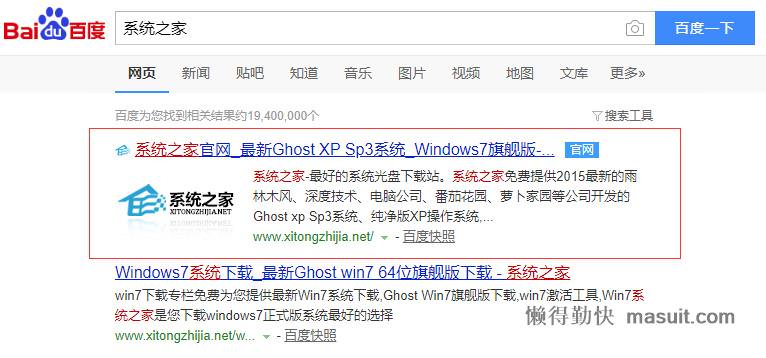 Bai du 百度 系统之家 百度一下
网页 新闻 贴吧 知道 音乐 图片 视频 地图 文库 更多»
百度为您找到相关结果约19,400,000个 搜索工具
系统之家官网_最新Ghost XP Sp3系统_Windows7旗舰版-... 官网
系统之家-最好的系统光盘下载站。系统之家免费提供2015最新的雨
林木风、深度技术、电脑公司、番茄花园、萝卜家园等公司开发的
系统之家
XITONGZHIJIA.NET
Ghost xp Sp3系统、纯净版XP操作系统,...
www.xitongzhijia.net/ - 百度快照
Windows7系统下载_最新Ghost win7 64位旗舰版下载 - 系统之家
win7下载专栏免费为您提供最新Win7系统下载,Ghost Win7旗舰版下载,win7激活工具,Win7系
统之家是您下载windows7正式版系统最好的选择
www.xitongzhijia.net/w... - 百度快照
懒得勤快 masuit.com